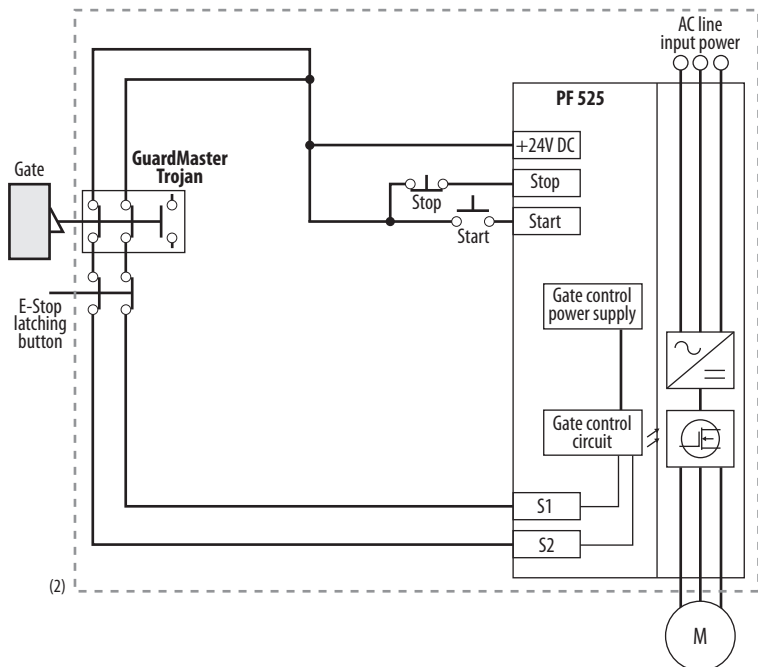 AC line
input power
PF 525
+24V DC
GuardMaster
Trojan
Gate
Stop
Stop
Start
Start
Gate control
power supply
E-Stop
latching
button
Gate control
circuit
S1
S2
(2)
M